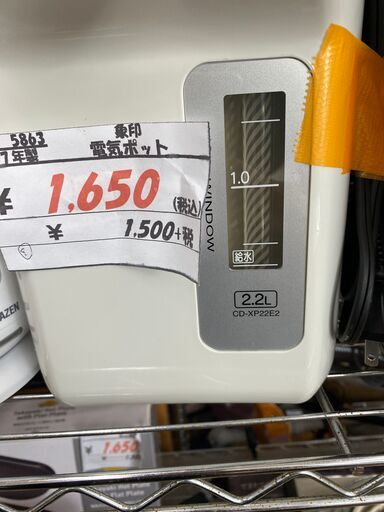 5863
象印
7年製
電気ポット
¥ 1,650 (税込)
¥ 1,500+税
1.0
WINDOW
給水
2.2L
CD-XP22E2
1,650